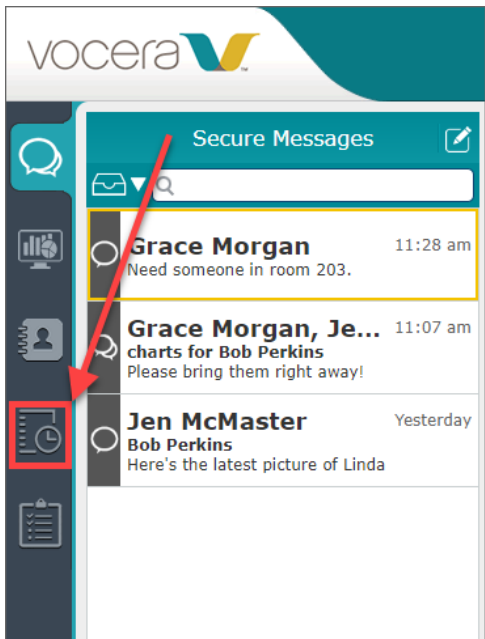 vocera
Secure Messages
Grace Morgan 11:28 am
Need someone in room 203.
Grace Morgan, Je... 11:07 am
charts for Bob Perkins
Please bring them right away!
Jen McMaster Yesterday
Bob Perkins
Here's the latest picture of Linda